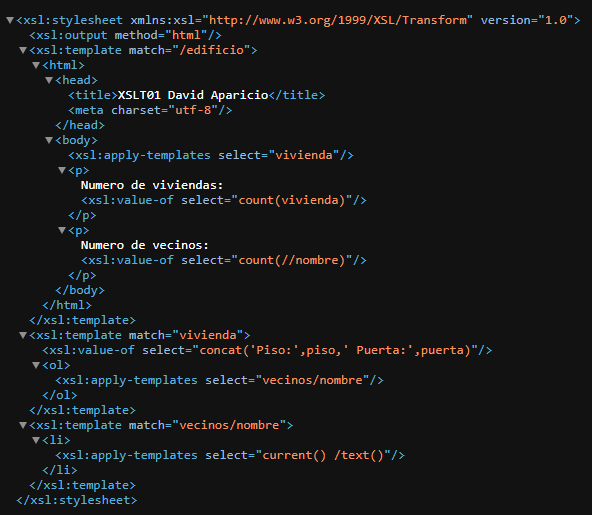 ▼<xsl:stylesheet xmlns:xsl="http://www.w3.org/1999/XSL/Transform" version="1.0">
<xsl:output method="html"/>
▼<xsl:template match="/edificio">
▼<html>
▼<head>
<title>XSLT01 David Aparicio</title>
<meta charset="utf-8"/>
</head>
▼<body>
<xsl:apply-templates select="vivienda"/>
▼<p>
Numero de viviendas:
<xsl:value-of select="count(vivienda)"/>
</p>
▼<p>
Numero de vecinos:
<xsl:value-of select="count(//nombre)"/>
</p>
</body>
</html>
</xsl:template>
▼<xsl:template match="vivienda">
<xsl:value-of select="concat('Piso:',piso,' Puerta:',puerta)"/>
▼<ol>
<xsl:apply-templates select="vecinos/nombre"/>
</ol>
</xsl:template>
▼<xsl:template match="vecinos/nombre">
▼<li>
<xsl:apply-templates select="current() /text()"/>
</li>
</xsl:template>
</xsl:stylesheet>